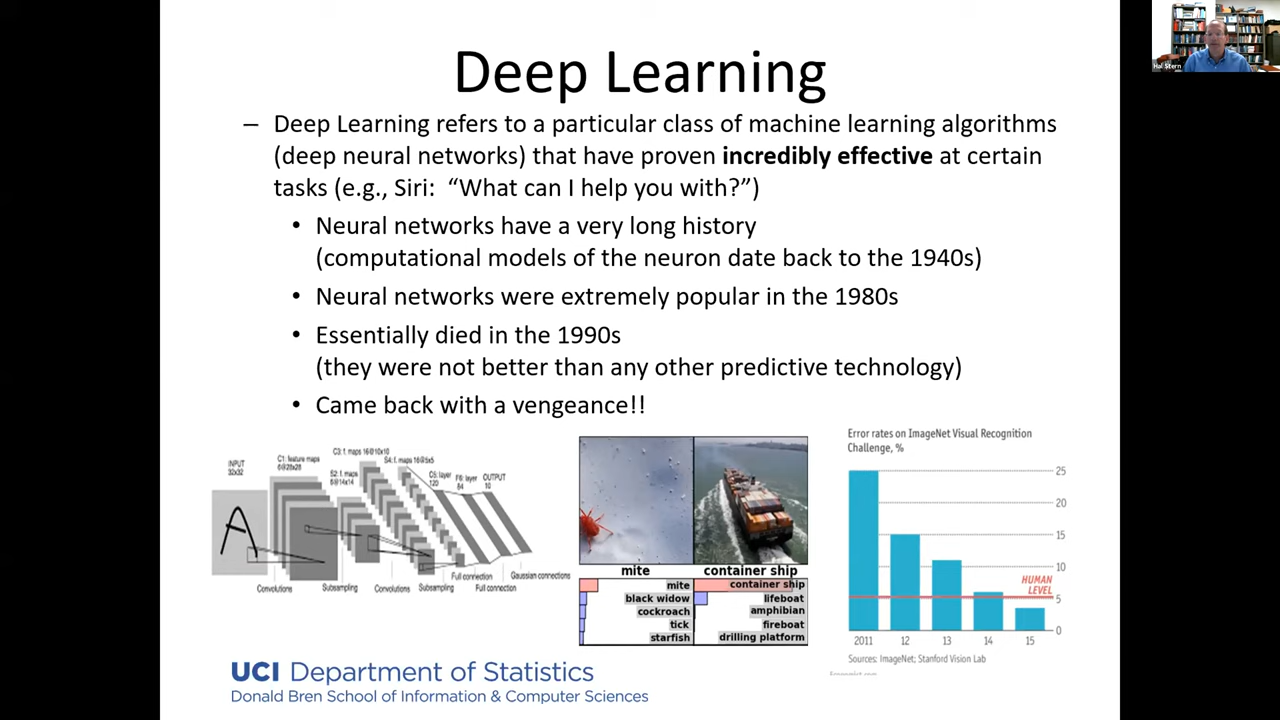 Deep Learning
– Deep Learning refers to a particular class of machine learning algorithms
(deep neural networks) that have proven incredibly effective at certain
tasks (e.g., Siri: “What can I help you with?”)
• Neural networks have a very long history
(computational models of the neuron date back to the 1940s)
• Neural networks were extremely popular in the 1980s
• Essentially died in the 1990s
(they were not better than any other predictive technology)
• Came back with a vengeance!!
INPUT
32x32
C1: feature maps
6@28x28
S2: f. maps
6@14x14
C3: f. maps 16@10x10
S4: f. maps 16@5x5
C5: layer
120
F6: layer
84
OUTPUT
10
A
Convolutions
Subsampling
Convolutions
Subsampling
Full connection
Full connection
Gaussian connections
mite
mite
black widow
cockroach
tick
starfish
container ship
container ship
lifeboat
amphibian
fireboat
drilling platform
Error rates on ImageNet Visual Recognition
Challenge, %
25
20
15
10
5
0
HUMAN
LEVEL
2011 12 13 14 15
Sources: ImageNet; Stanford Vision Lab
UCI Department of Statistics
Donald Bren School of Information & Computer Sciences
Hal Stern